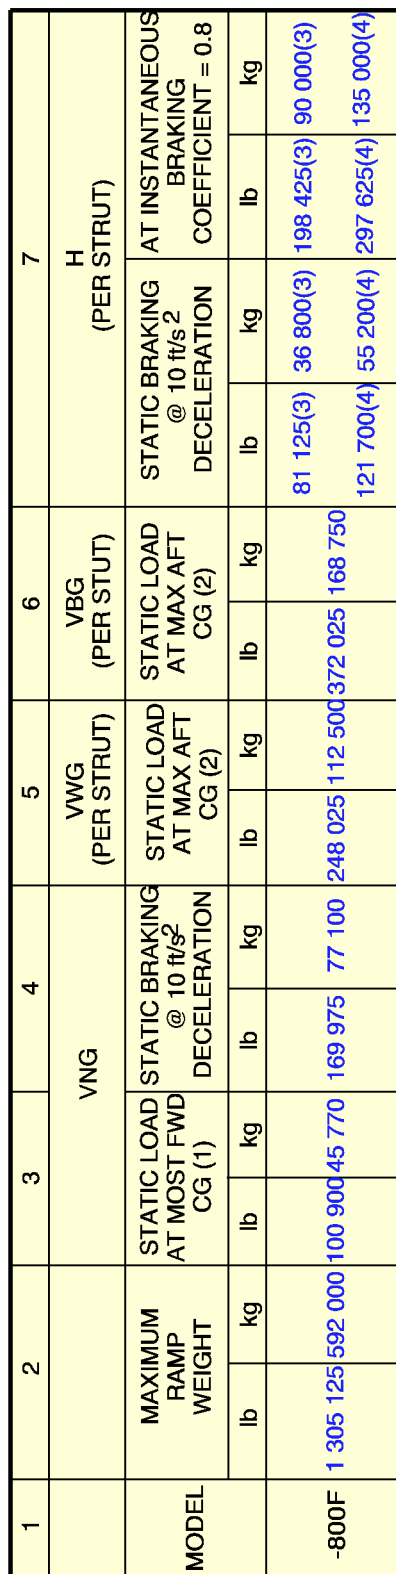 1 2 3 4 5 6 7
VNG VWG (PER STRUT) VBG (PER STUT) H (PER STRUT)
MODEL
MAXIMUM
RAMP
WEIGHT
STATIC LOAD
AT MOST FWD
CG (1)
STATIC BRAKING
@ 10 ft/s2
DECELERATION
STATIC LOAD
AT MAX AFT
CG (2)
STATIC LOAD
AT MAX AFT
CG (2)
STATIC BRAKING
@ 10 ft/s2
DECELERATION
AT INSTANTANEOUS
BRAKING
COEFFICIENT = 0.8
lb kg lb kg lb kg lb kg lb kg lb kg lb kg
81 125(3) 36 800(3) 198 425(3) 90 000(3)
-800F 1 305 125 592 000 100 900 45 770 169 975 77 100 248 025 112 500 372 025 168 750
121 700(4) 55 200(4) 297 625(4) 135 000(4)